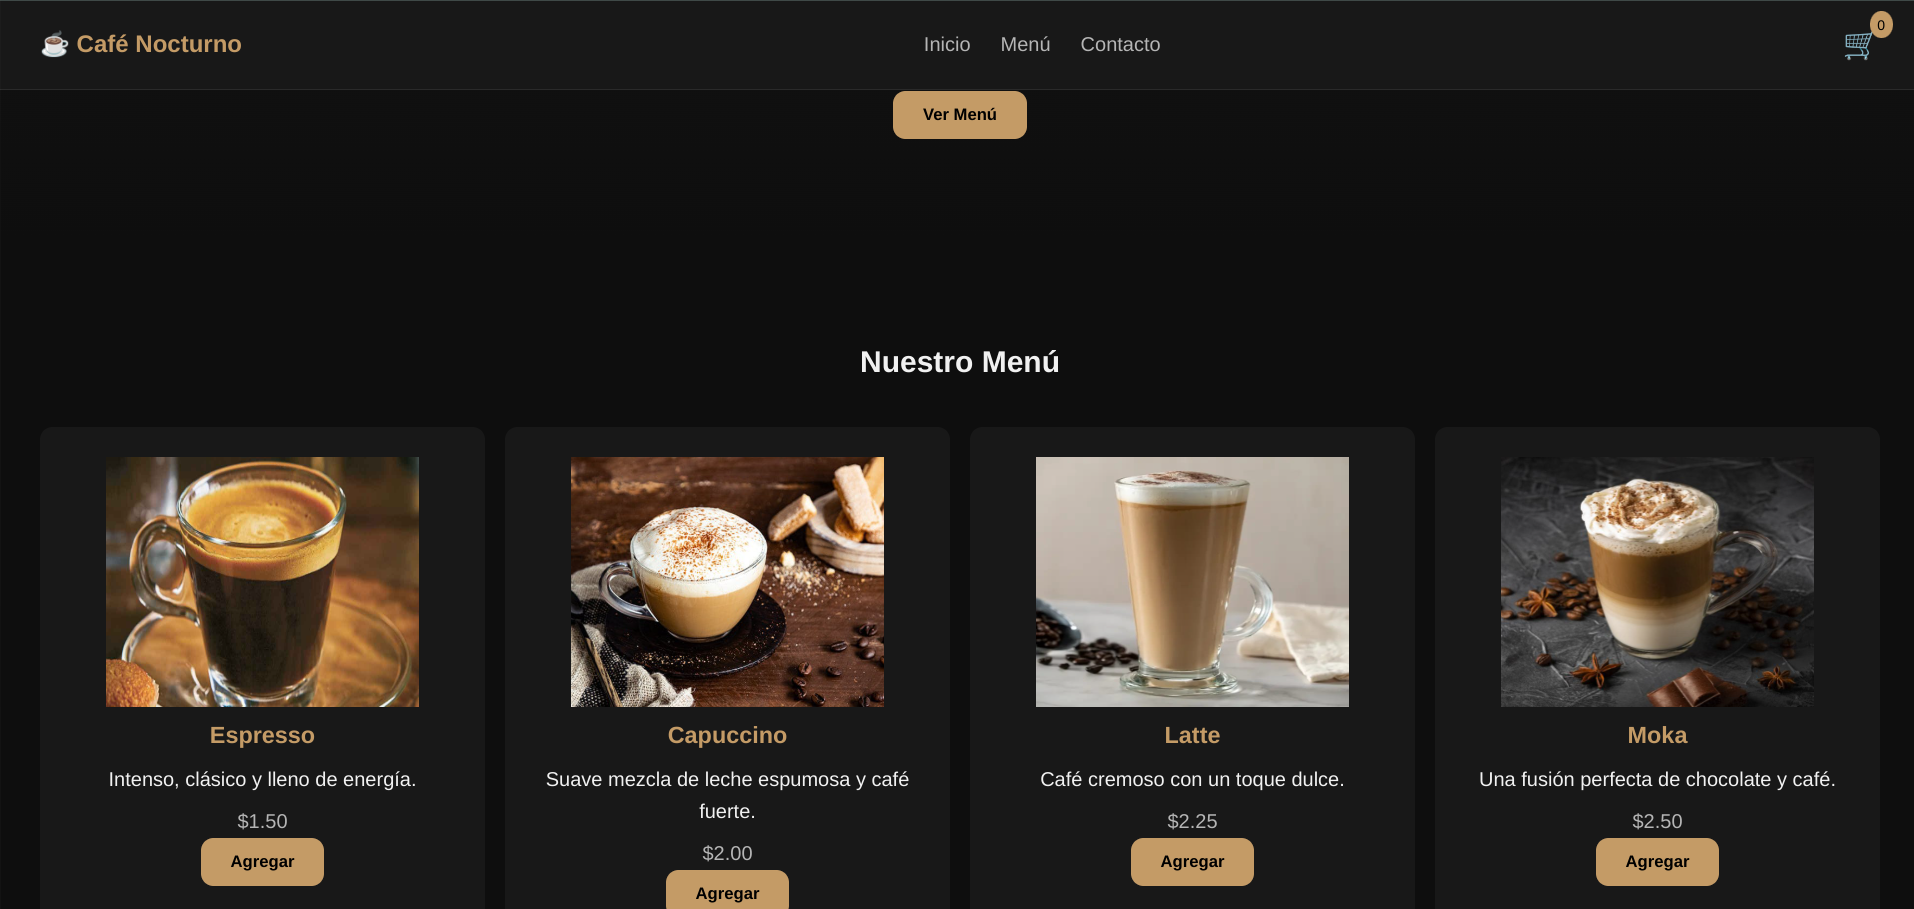 Café Nocturno
Inicio Menú Contacto
0
Ver Menú
Nuestro Menú
Espresso
Intenso, clásico y lleno de energía.
$1.50
Agregar
Capuccino
Suave mezcla de leche espumosa y café
fuerte.
$2.00
Agregar
Latte
Café cremoso con un toque dulce.
$2.25
Agregar
Moka
Una fusión perfecta de chocolate y café.
$2.50
Agregar